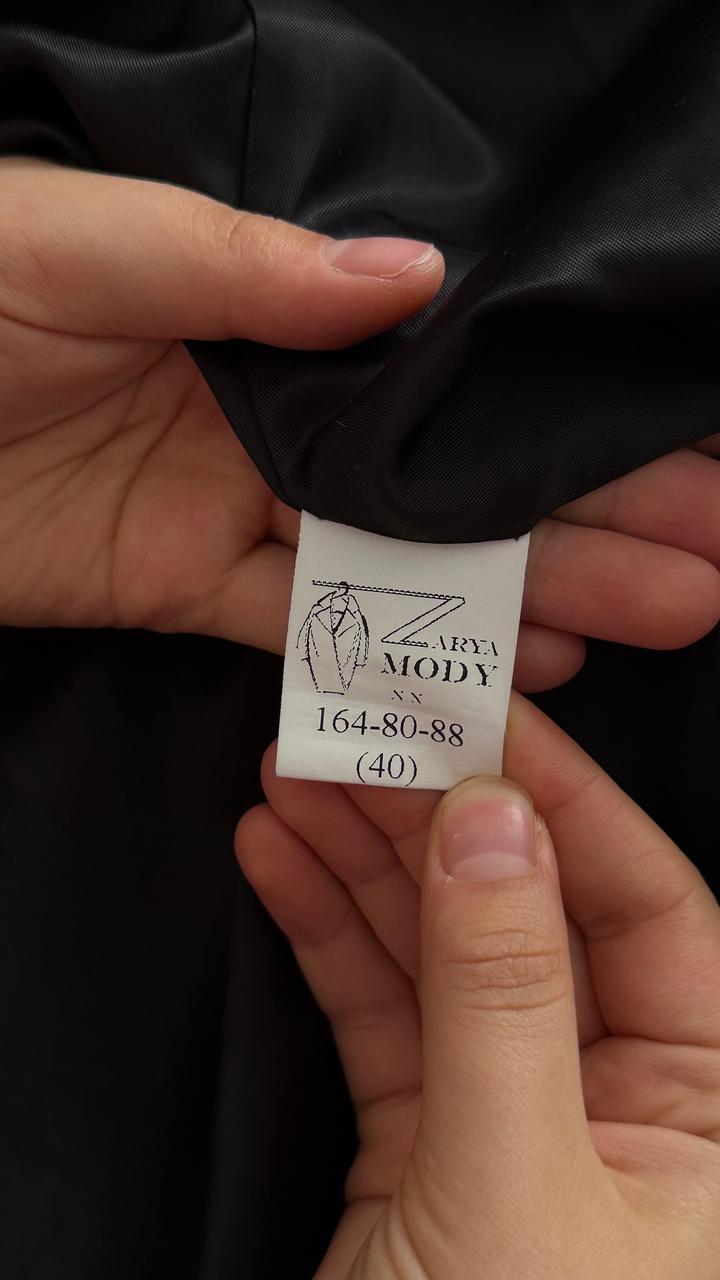 ZARYA
MODY
NN
164-80-88
(40)